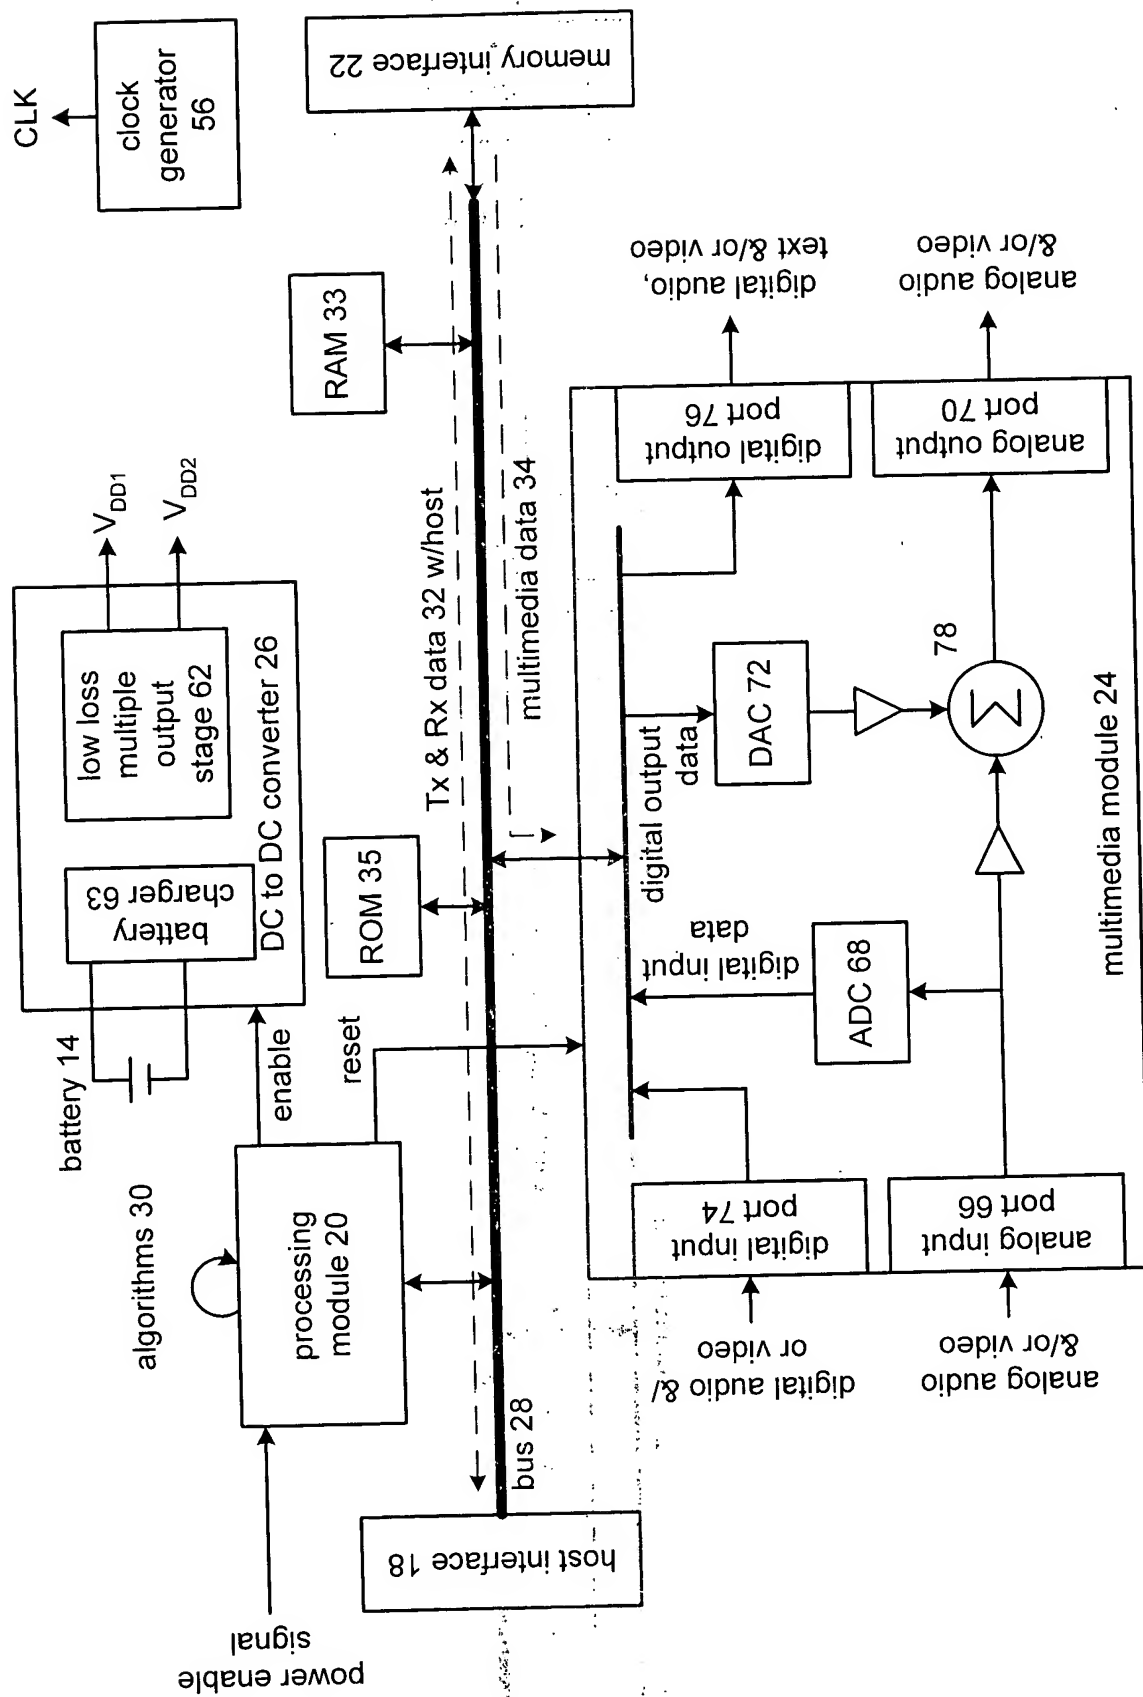 CLK
clock
generator
56
memory interface 22
RAM 33
VDD1
VDD2
low loss
multiple
output
stage 62
battery
charger 63
DC to DC converter 26
battery 14
enable
reset
ROM 35
Tx & Rx data 32 w/host
multimedia data 34
algorithms 30
processing
module 20
power enable
signal
host interface 18
bus 28
digital audio,
text &/or video
analog audio
&/or video
digital output
port 76
analog output
port 70
digital output
data
DAC 72
78
Σ
digital input
data
ADC 68
multimedia module 24
digital input
port 74
analog input
port 66
digital audio &/
or video
analog audio
&/or video